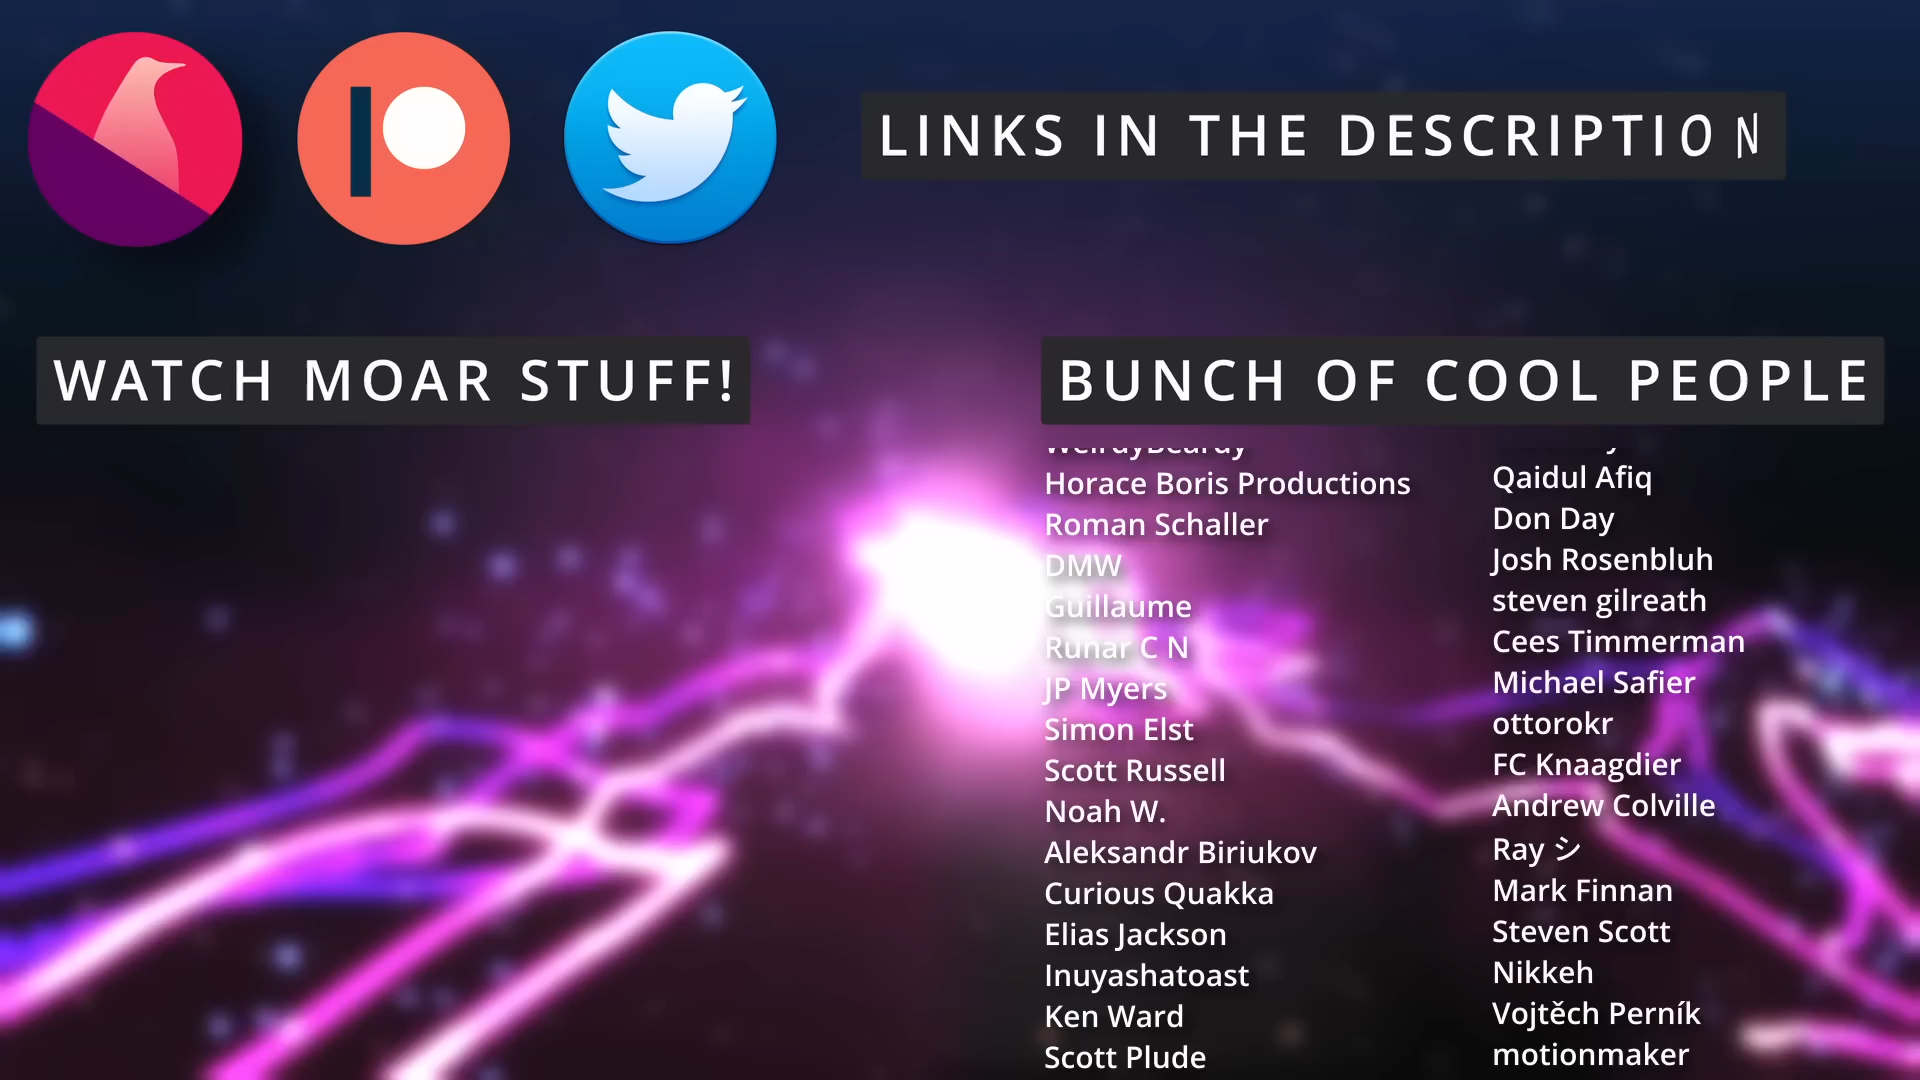 LINKS IN THE DESCRIPTION
WATCH MOAR STUFF!
BUNCH OF COOL PEOPLE
WeirdyBeardy
Horace Boris Productions
Roman Schaller
DMW
Guillaume
Runar C N
JP Myers
Simon Elst
Scott Russell
Noah W.
Aleksandr Biriukov
Curious Quakka
Elias Jackson
Inuyashatoast
Ken Ward
Scott Plude
Qaidul Afiq
Don Day
Josh Rosenbluh
steven gilreath
Cees Timmerman
Michael Safier
ottorokr
FC Knaagdier
Andrew Colville
Ray シ
Mark Finnan
Steven Scott
Nikkeh
Vojtěch Perník
motionmaker